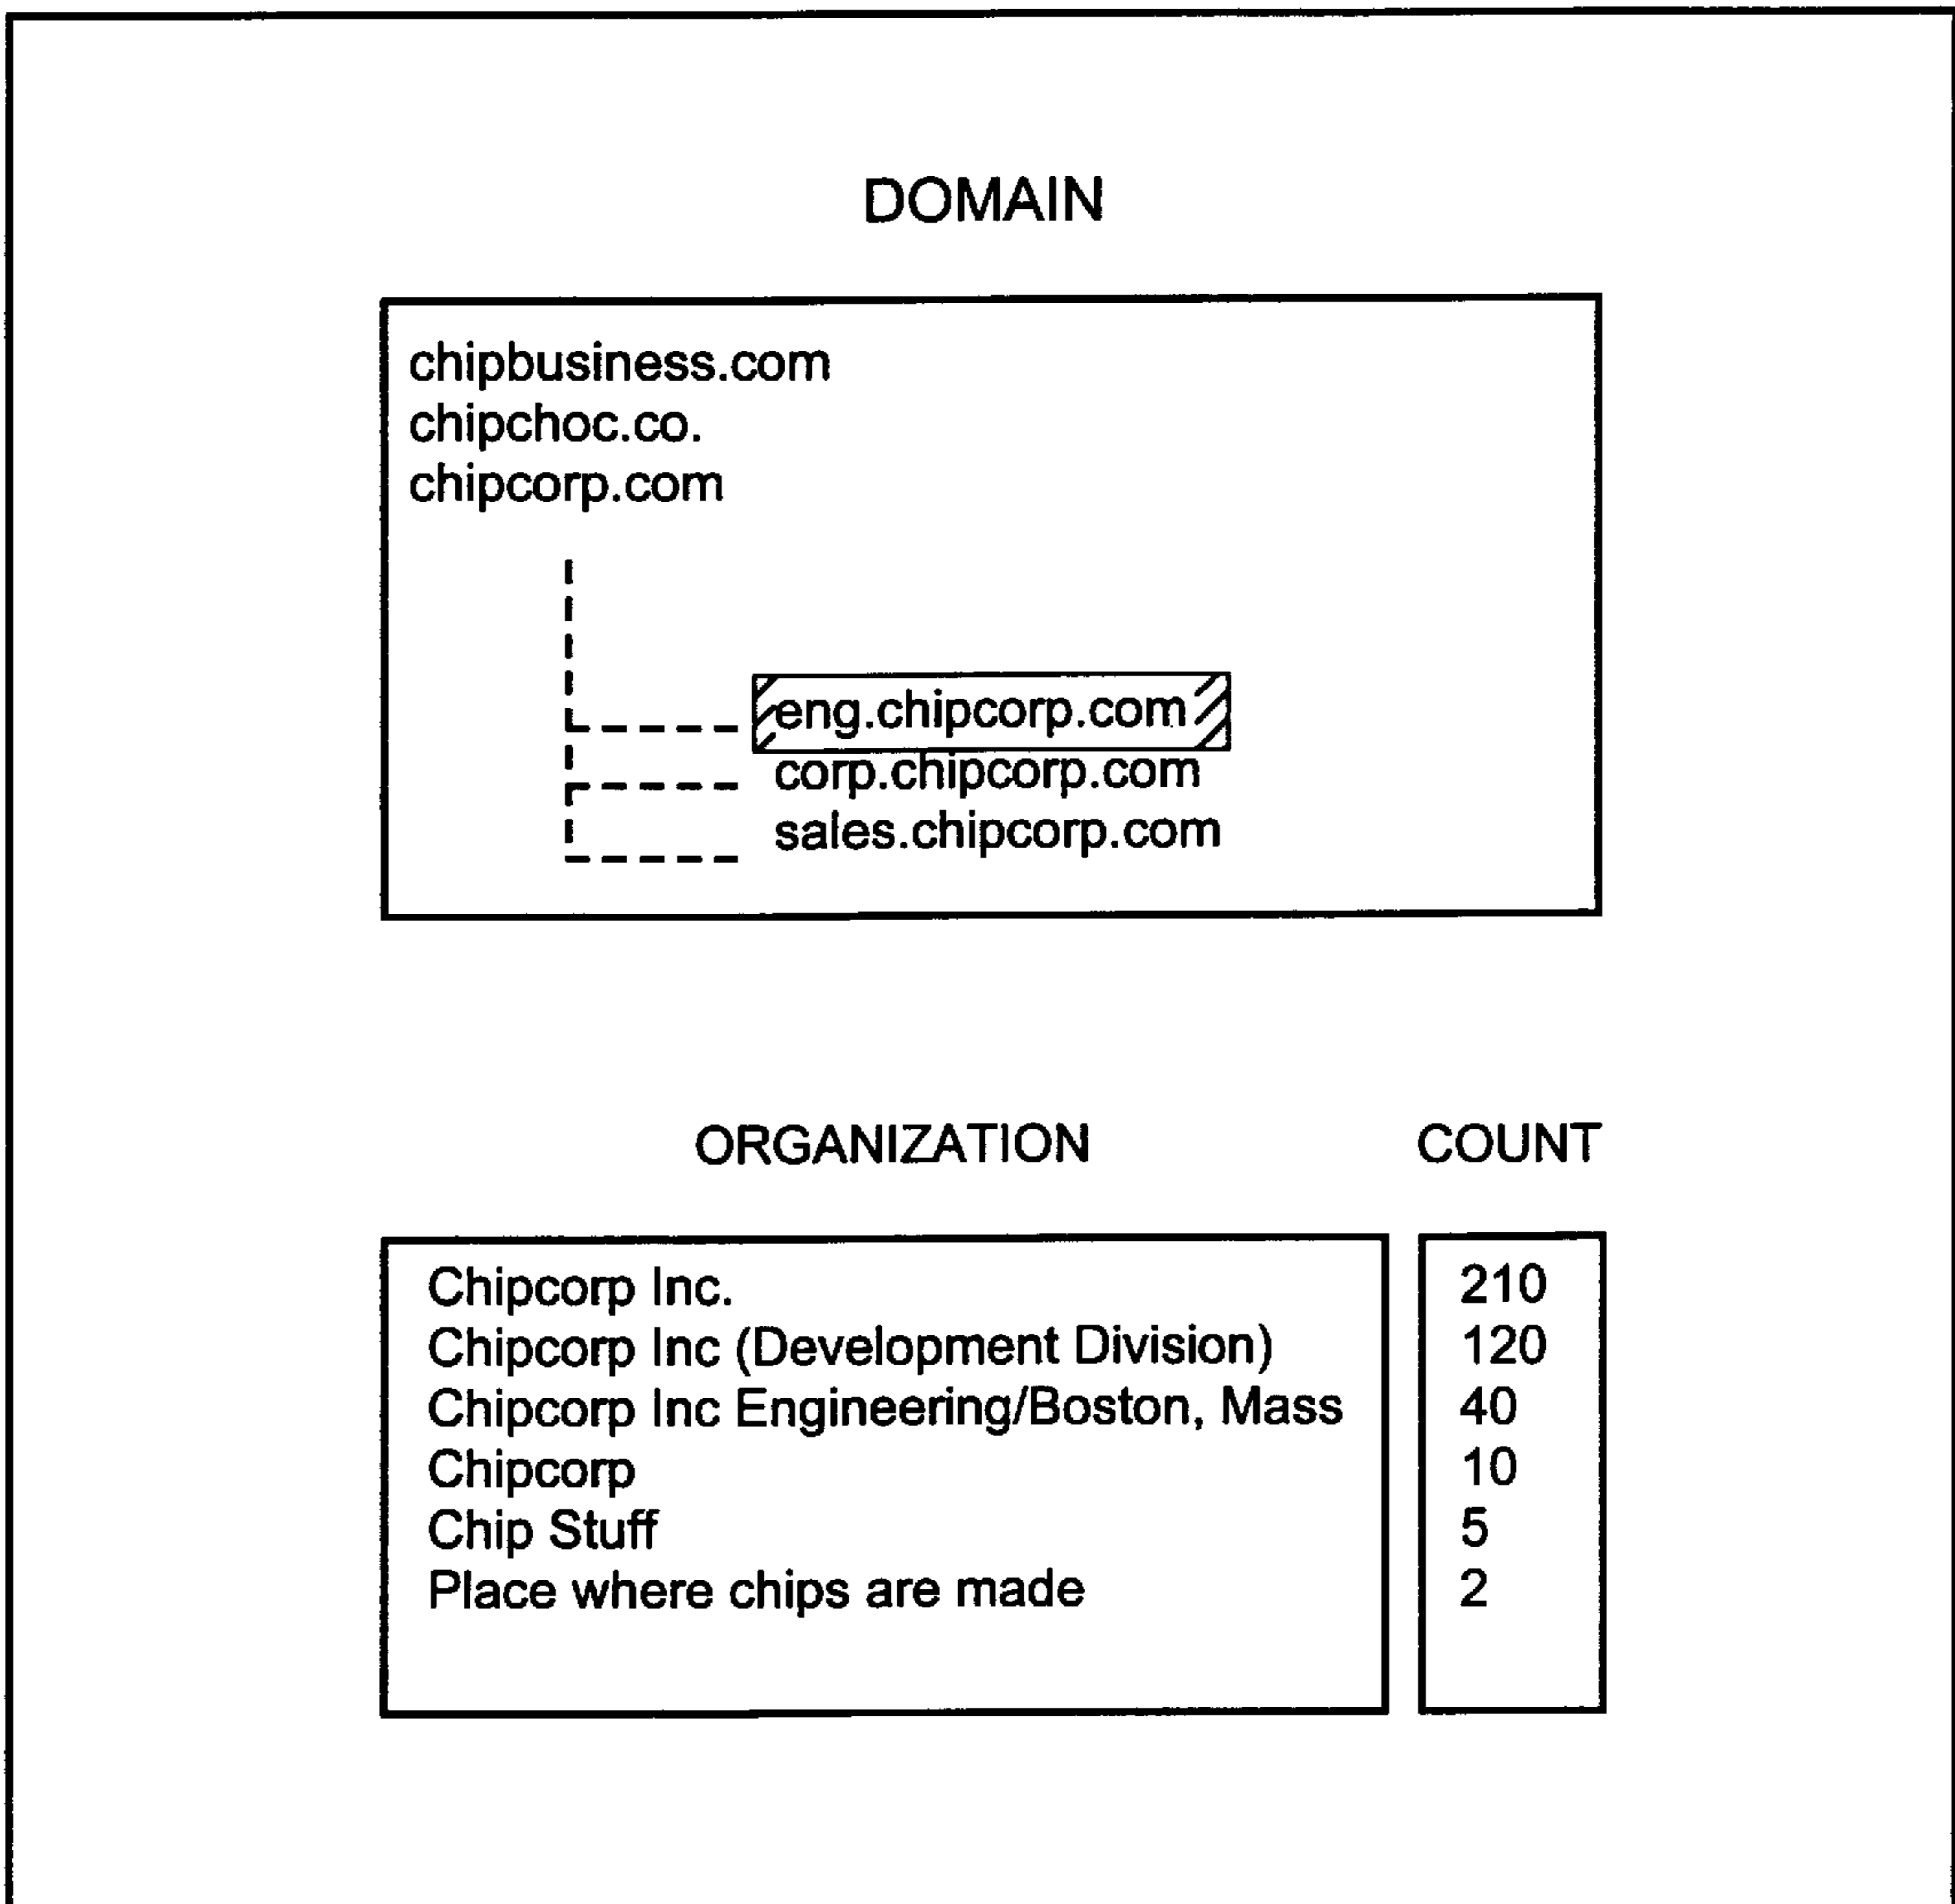 DOMAIN
chipbusiness.com
chipchoc.co.
chipcorp.com
eng.chipcorp.com
corp.chipcorp.com
sales.chipcorp.com
ORGANIZATION COUNT
Chipcorp Inc. 210
Chipcorp Inc (Development Division) 120
Chipcorp Inc Engineering/Boston, Mass 40
Chipcorp 10
Chip Stuff 5
Place where chips are made 2